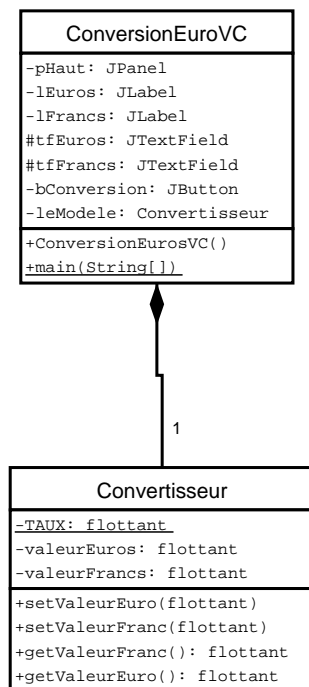 ConversionEuroVC
-pHaut: JPanel
-lEuros: JLabel
-lFrancs: JLabel
#tfEuros: JTextField
#tfFrancs: JTextField
-bConversion: JButton
-leModele: Convertisseur
+ConversionEurosVC()
+main(String[])
1
Convertisseur
-TAUX: flottant
-valeurEuros: flottant
-valeurFrancs: flottant
+setValeurEuro(flottant)
+setValeurFranc(flottant)
+getValeurFranc(): flottant
+getValeurEuro(): flottant